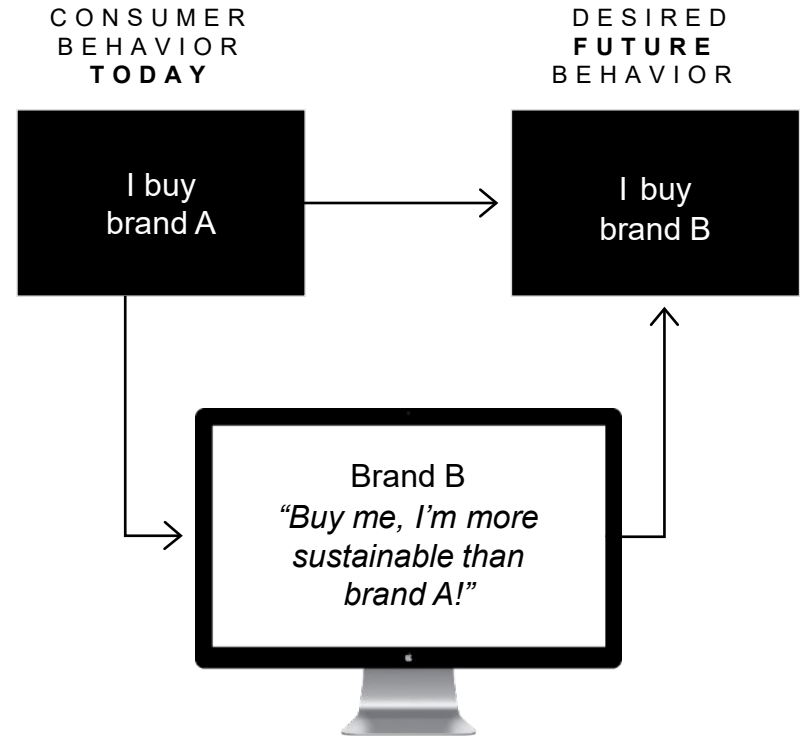 CONSUMER
BEHAVIOR
TODAY
DESIRED
FUTURE
BEHAVIOR
I buy
brand A
I buy
brand B
Brand B
“Buy me, I’m more
sustainable than
brand A!”